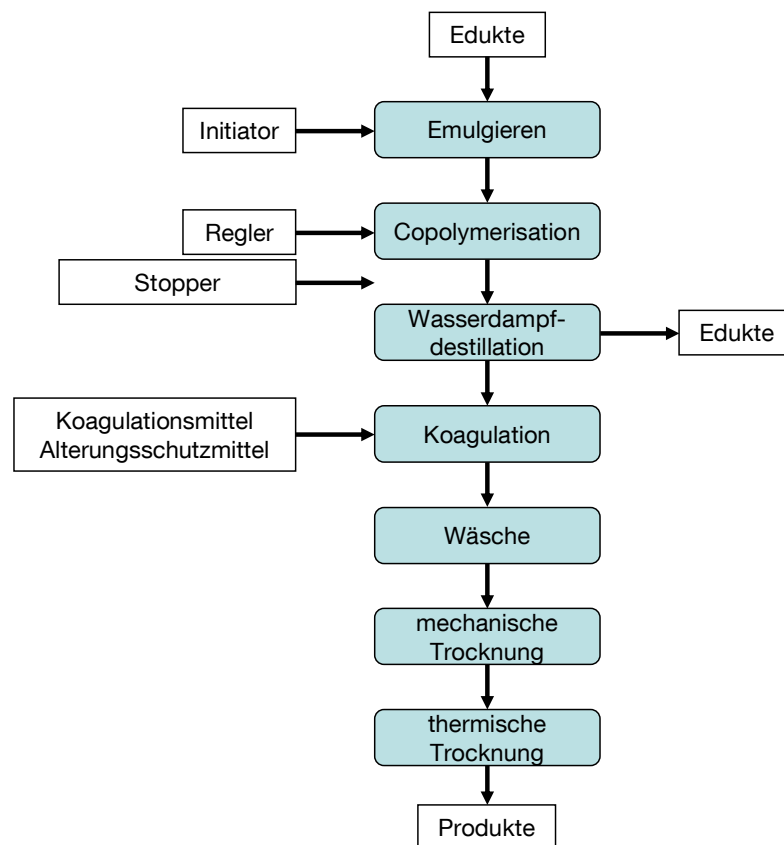 Edukte
Initiator
Emulgieren
Regler
Copolymerisation
Stopper
Wasserdampf-
destillation
Edukte
Koagulationsmittel
Alterungsschutzmittel
Koagulation
Wäsche
mechanische
Trocknung
thermische
Trocknung
Produkte